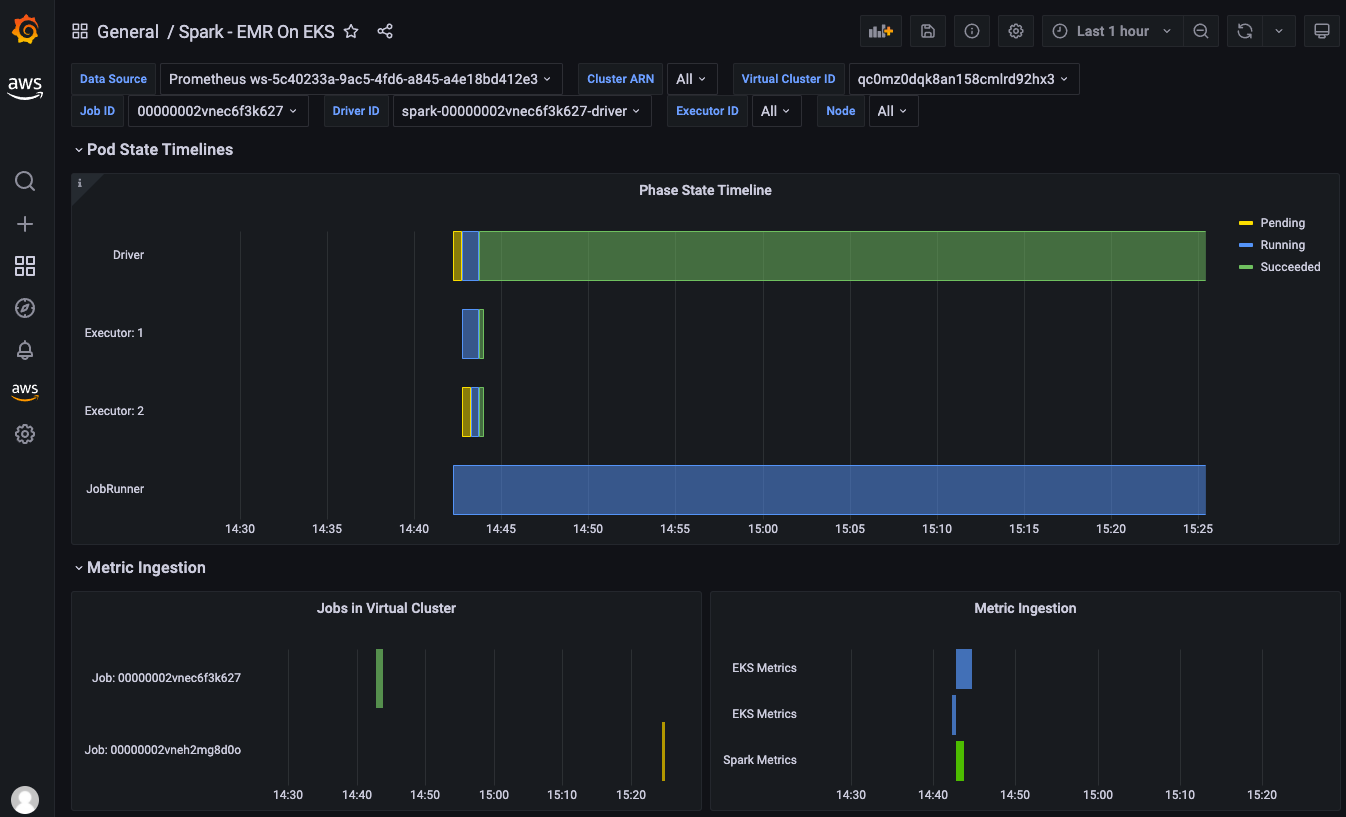 General / Spark - EMR On EKS
Last 1 hour
aws
Data Source Prometheus ws-5c40233a-9ac5-4fd6-a845-a4e18bd412e3 Cluster ARN All Virtual Cluster ID qc0mz0dqk8an158cmlrd92hx3
Job ID 00000002vnec6f3k627 Driver ID spark-00000002vnec6f3k627-driver Executor ID All Node All
Pod State Timelines
i
Phase State Timeline
Pending
Running
Succeeded
Driver
Executor: 1
Executor: 2
JobRunner
14:30 14:35 14:40 14:45 14:50 14:55 15:00 15:05 15:10 15:15 15:20 15:25
aws
Metric Ingestion
Jobs in Virtual Cluster
Job: 00000002vnec6f3k627
Job: 00000002vneh2mg8d0o
14:30 14:40 14:50 15:00 15:10 15:20
Metric Ingestion
EKS Metrics
EKS Metrics
Spark Metrics
14:30 14:40 14:50 15:00 15:10 15:20